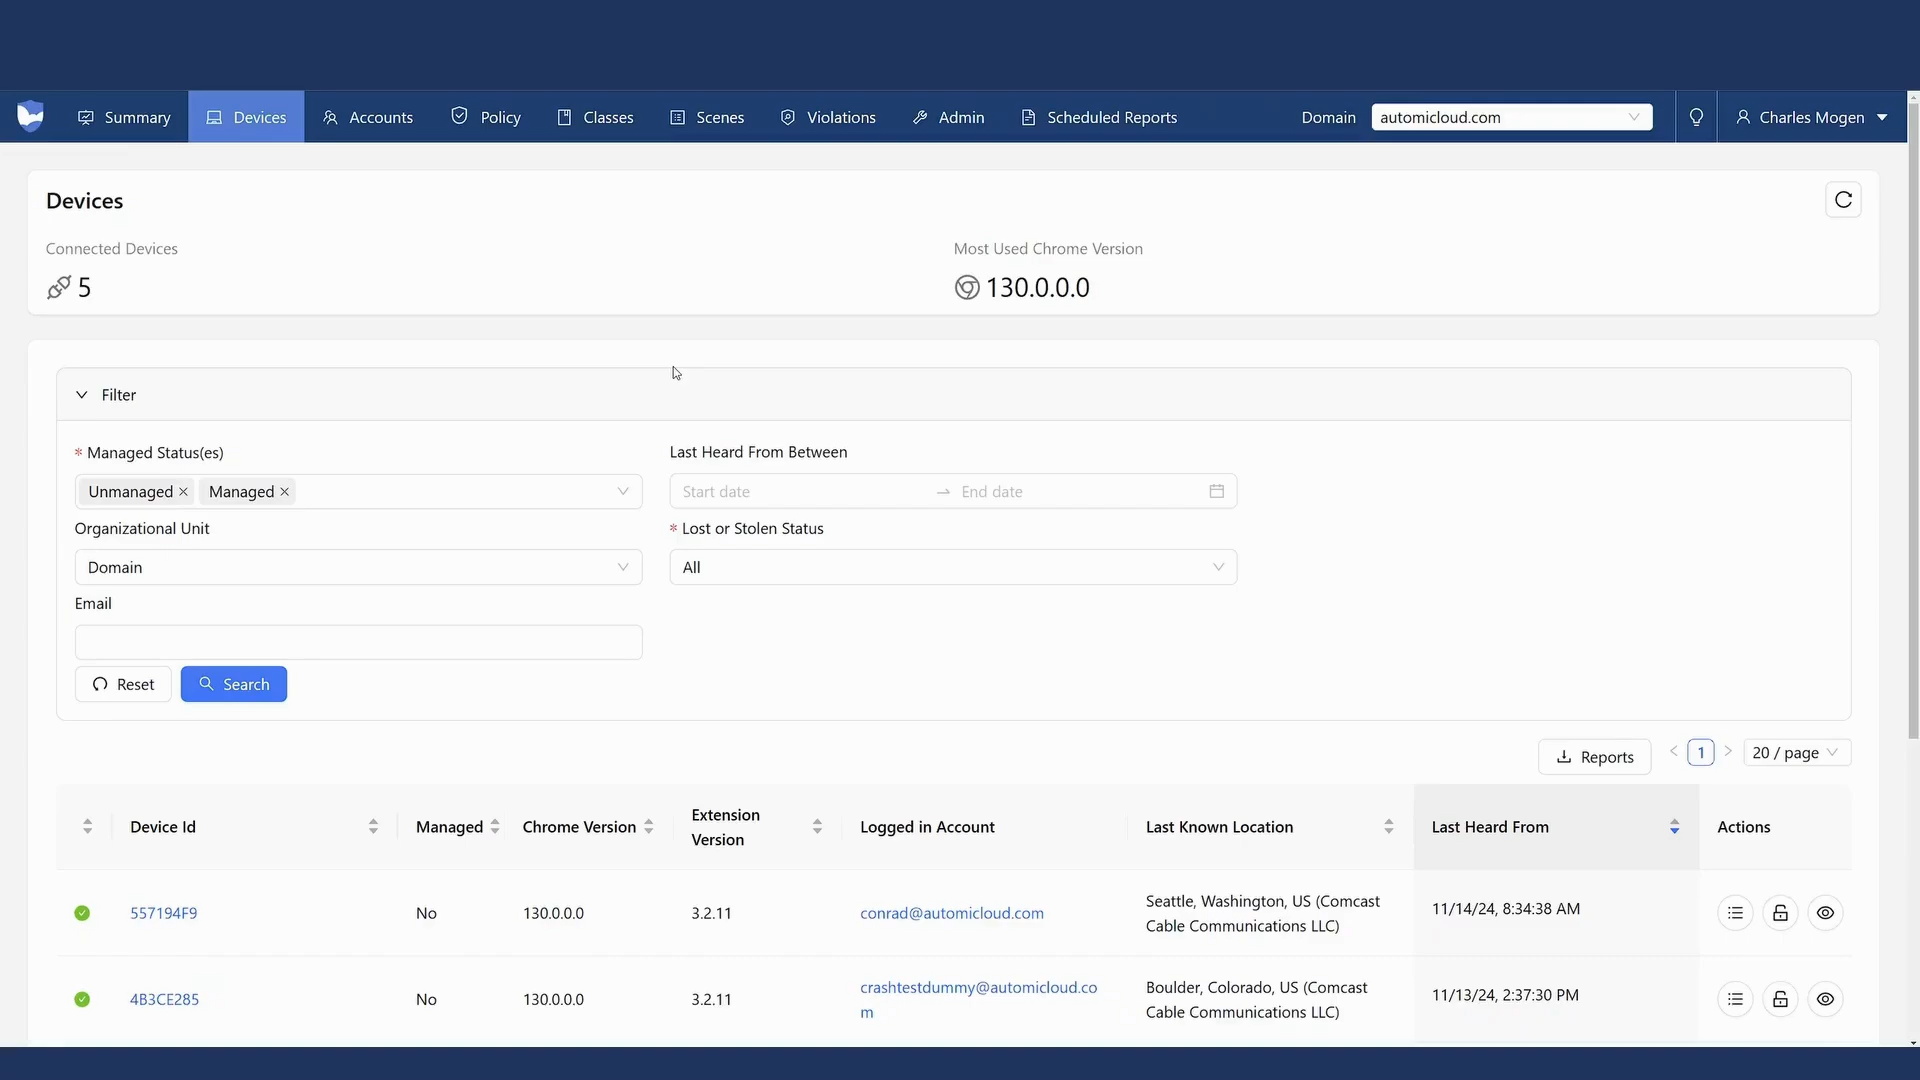 Summary
Devices
Accounts
Policy
Classes
Scenes
Violations
Admin
Scheduled Reports
Domain
automicloud.com
Charles Mogen
Devices
Connected Devices
5
Most Used Chrome Version
130.0.0.0
Filter
* Managed Status(es)
Unmanaged
Managed
Last Heard From Between
Start date
End date
Organizational Unit
Domain
* Lost or Stolen Status
All
Email
Reset
Search
Reports
1
20 / page
Device Id
Managed
Chrome Version
Extension
Version
Logged in Account
Last Known Location
Last Heard From
Actions
557194F9
No
130.0.0.0
3.2.11
conrad@automicloud.com
Seattle, Washington, US (Comcast
Cable Communications LLC)
11/14/24, 8:34:38 AM
4B3CE285
No
130.0.0.0
3.2.11
crashtestdummy@automicloud.co
m
Boulder, Colorado, US (Comcast
Cable Communications LLC)
11/13/24, 2:37:30 PM